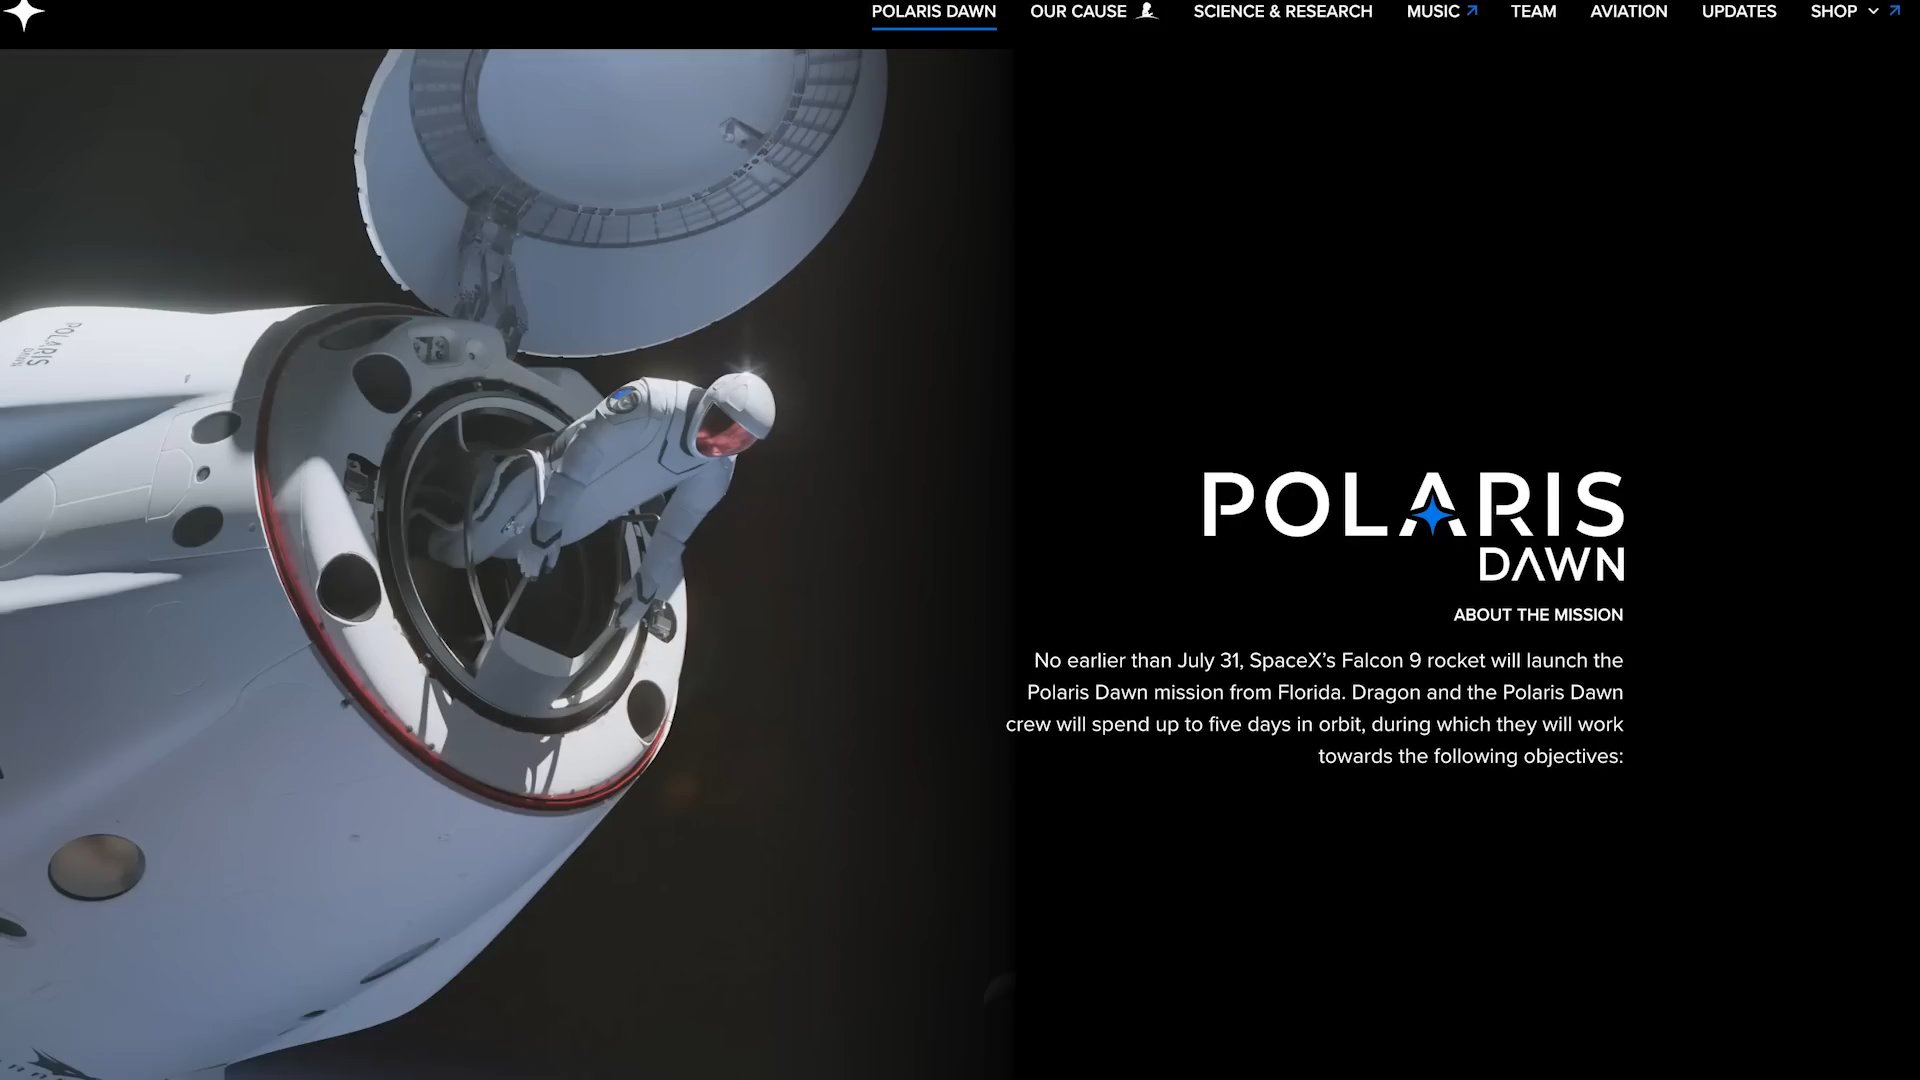 POLARIS DAWN
OUR CAUSE
SCIENCE & RESEARCH
MUSIC
TEAM
AVIATION
UPDATES
SHOP
POLARIS
DAWN
POLARIS
DAWN
ABOUT THE MISSION
No earlier than July 31, SpaceX’s Falcon 9 rocket will launch the
Polaris Dawn mission from Florida. Dragon and the Polaris Dawn
crew will spend up to five days in orbit, during which they will work
towards the following objectives: